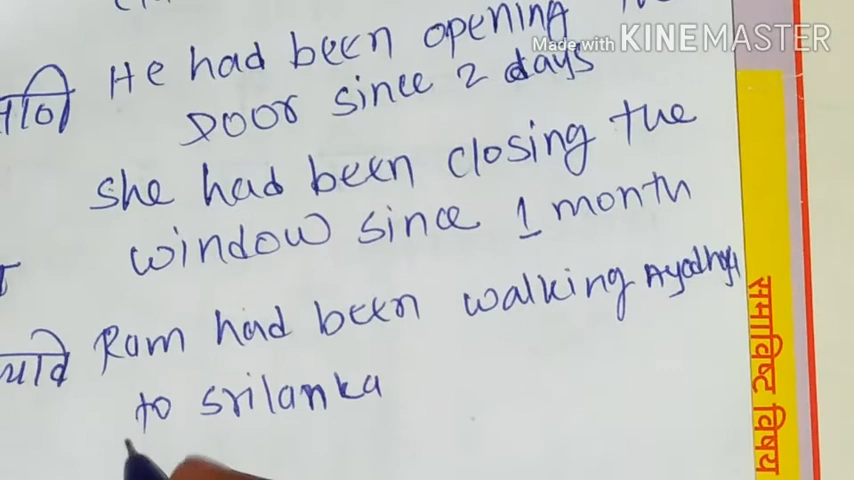 He had been opening
Made with KINEMASTER
Door since 2 days
She had been closing the
window since 1 month
Ram had been walking Ayodhya
to srilanka
समाविष्ट विषय